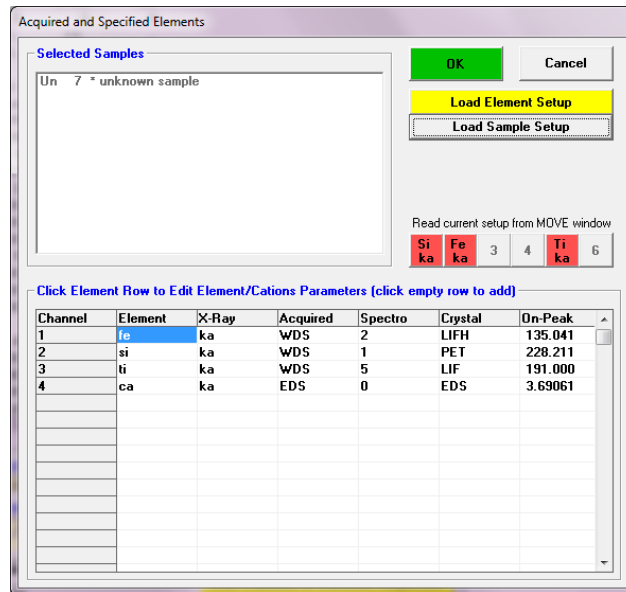 Acquired and Specified Elements
Selected Samples
Un 7 * unknown sample
OK Cancel
Load Element Setup
Load Sample Setup
Read current setup from MOVE window
Si ka Fe ka 3 4 Ti ka 6
Click Element Row to Edit Element/Cations Parameters (click empty row to add)
Channel Element X-Ray Acquired Spectro Crystal On-Peak
1 fe ka WDS 2 LIFH 135.041
2 si ka WDS 1 PET 228.211
3 ti ka WDS 5 LIF 191.000
4 ca ka EDS 0 EDS 3.69061